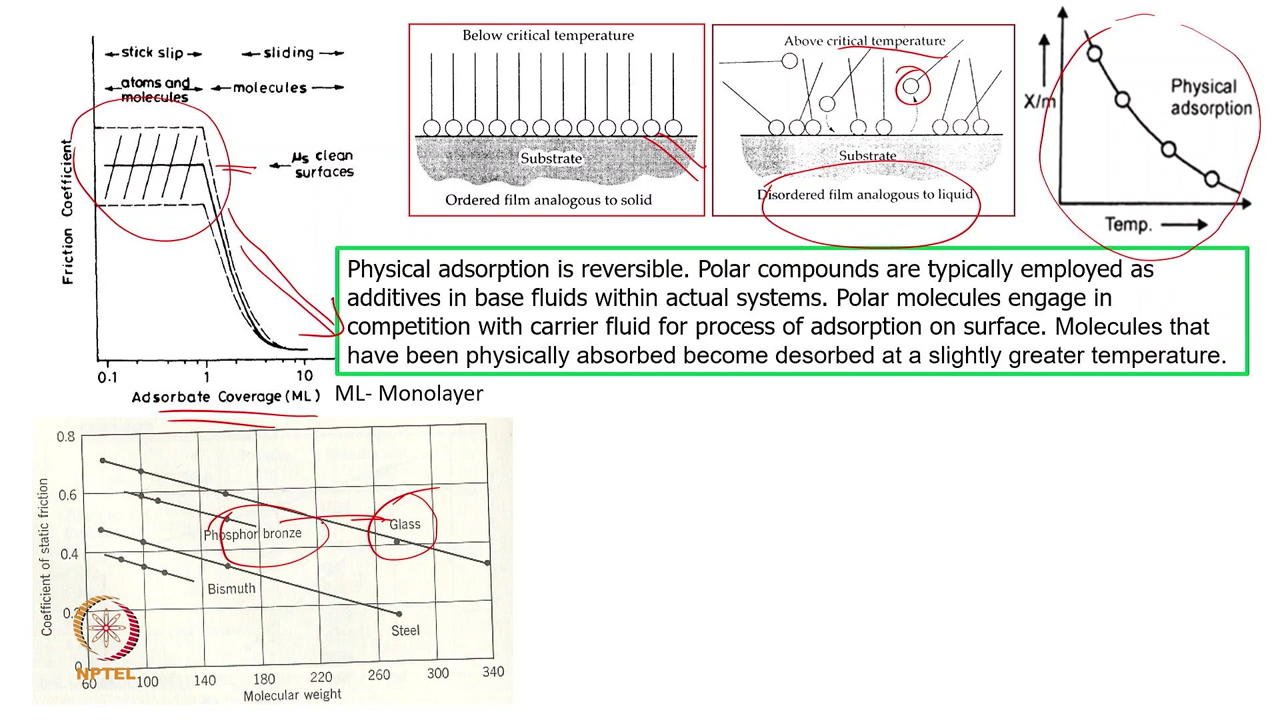 stick slip
sliding
atoms and
molecules
molecules
μs clean
surfaces
Friction Coefficient
0.1
1
10
Adsorbate Coverage (ML)
ML- Monolayer
Below critical temperature
Substrate
Ordered film analogous to solid
Above critical temperature
Substrate
Disordered film analogous to liquid
X/m
Physical
adsorption
Temp.
Physical adsorption is reversible. Polar compounds are typically employed as
additives in base fluids within actual systems. Polar molecules engage in
competition with carrier fluid for process of adsorption on surface. Molecules that
have been physically absorbed become desorbed at a slightly greater temperature.
0.8
0.6
0.4
0.2
0
Coefficient of static friction
Phosphor bronze
Glass
Bismuth
Steel
60
100
140
180
220
260
300
340
Molecular weight
NPTEL